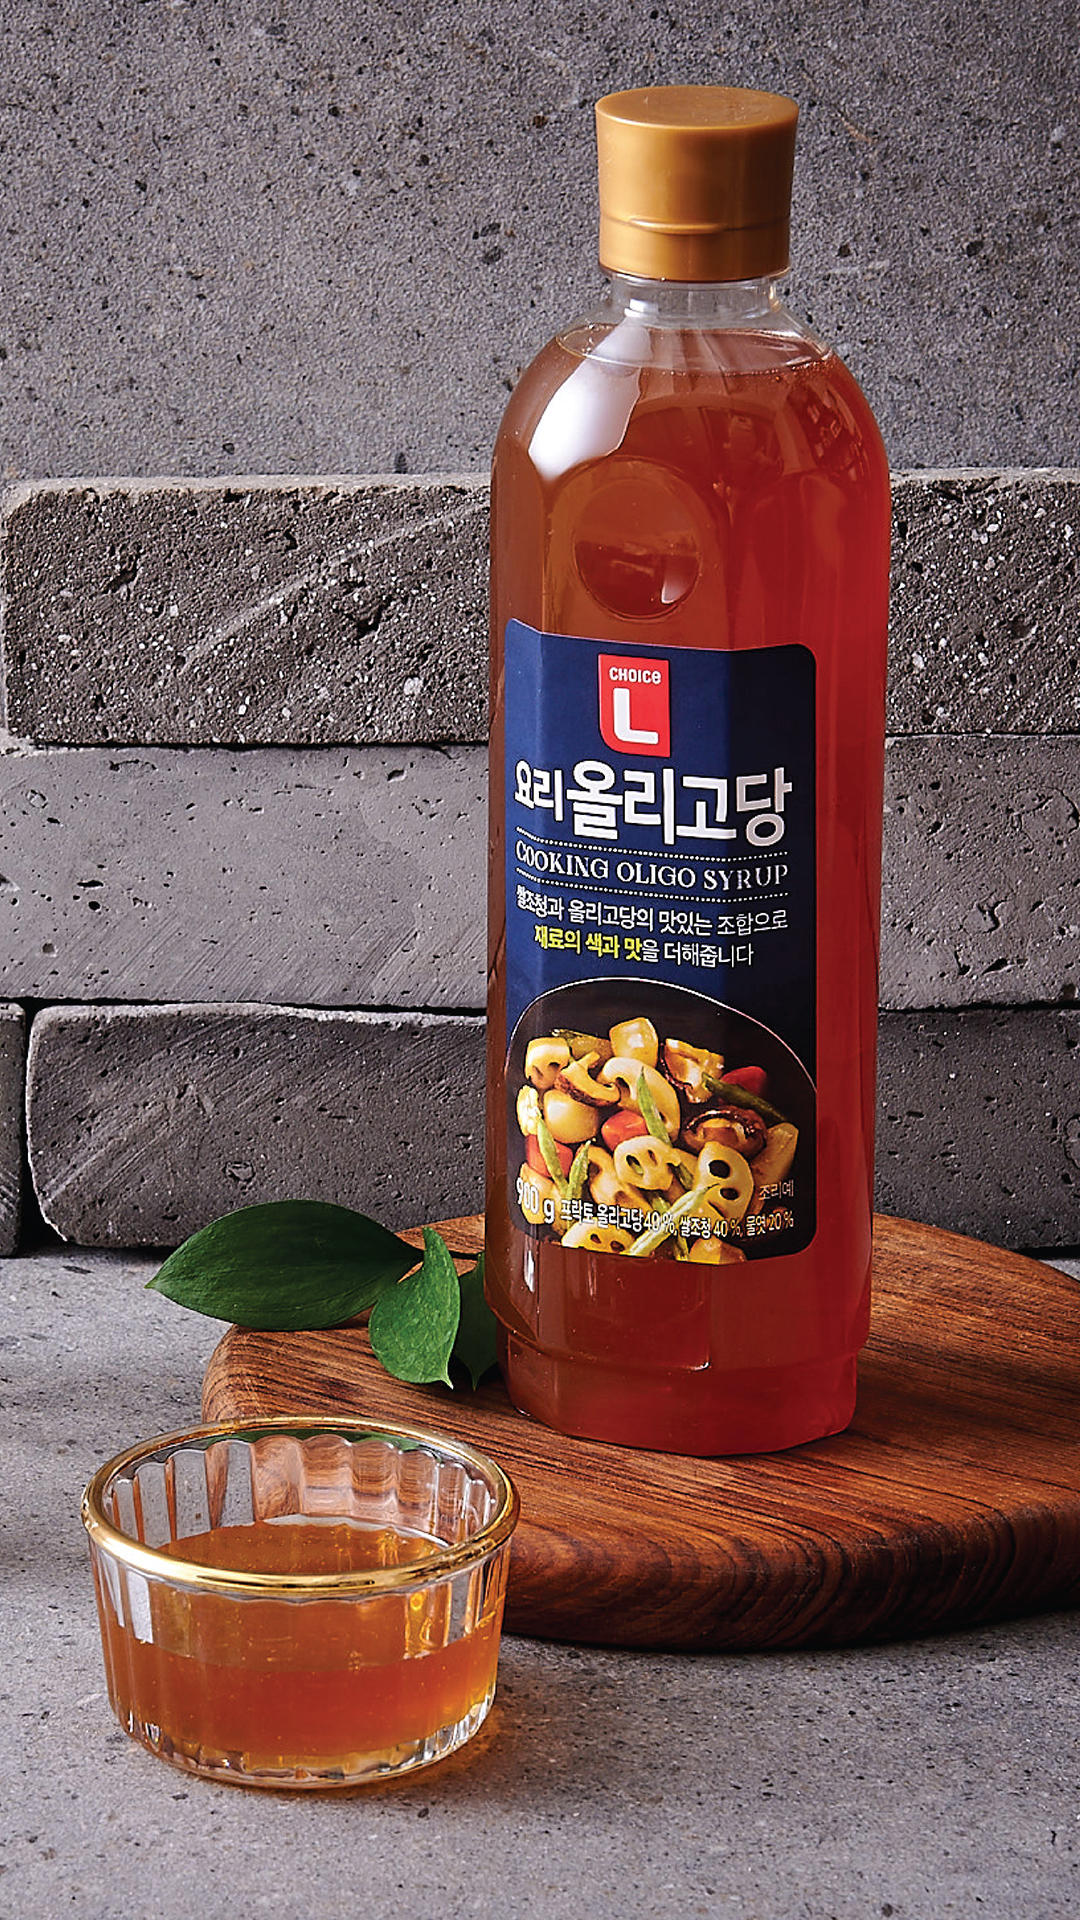 CHOICE
L
요리올리고당
COOKING OLIGO SYRUP
쌀조청과 올리고당의 맛있는 조합으로
재료의 색과 맛을 더해줍니다
조리예
900 g 프락토올리고당 40 %, 쌀조청 40 %, 물엿 20 %